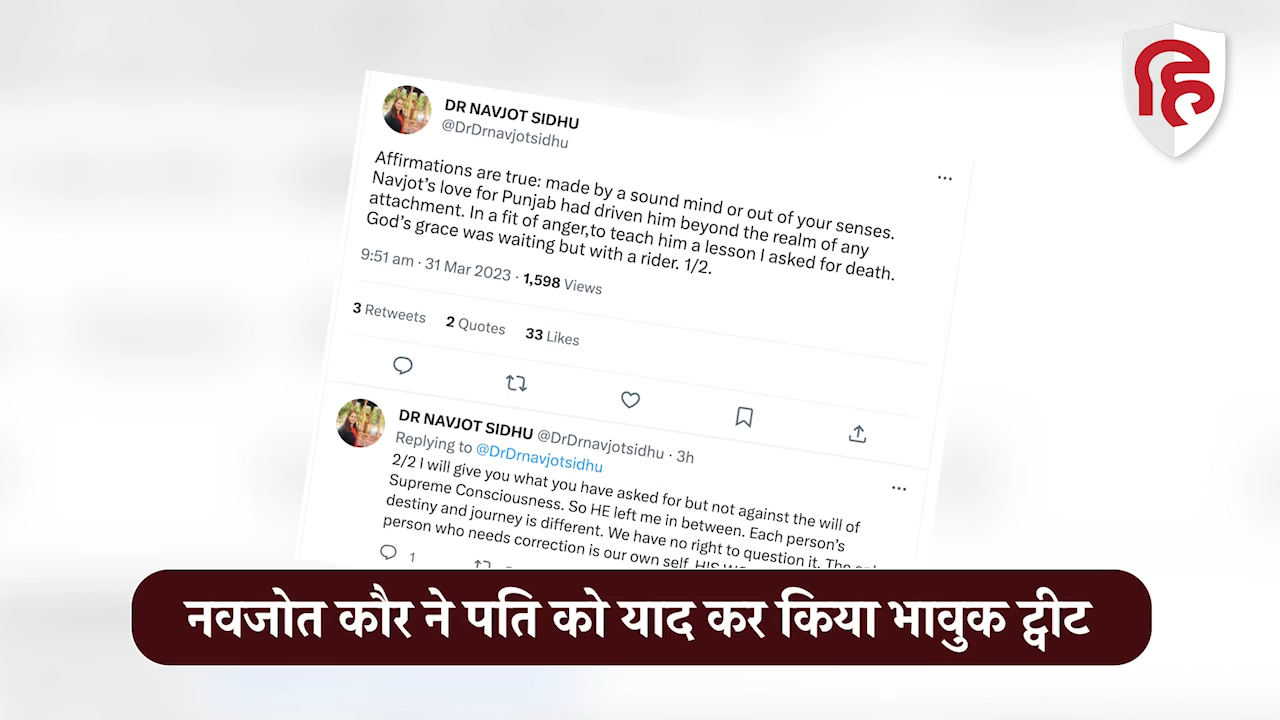 हि
DR NAVJOT SIDHU
@DrDrnavjotsidhu
Affirmations are true: made by a sound mind or out of your senses.
Navjot's love for Punjab had driven him beyond the realm of any
attachment. In a fit of anger,to teach him a lesson I asked for death.
God's grace was waiting but with a rider. 1/2.
9:51 am · 31 Mar 2023 · 1,598 Views
3 Retweets 2 Quotes 33 Likes
DR NAVJOT SIDHU @DrDrnavjotsidhu · 3h
Replying to @DrDrnavjotsidhu
2/2 I will give you what you have asked for but not against the will of
Supreme Consciousness. So HE left me in between. Each person's
destiny and journey is different. We have no right to question it. The
person who needs correction is our own self. HIS
1
नवजोत कौर ने पति को याद कर किया भावुक ट्वीट